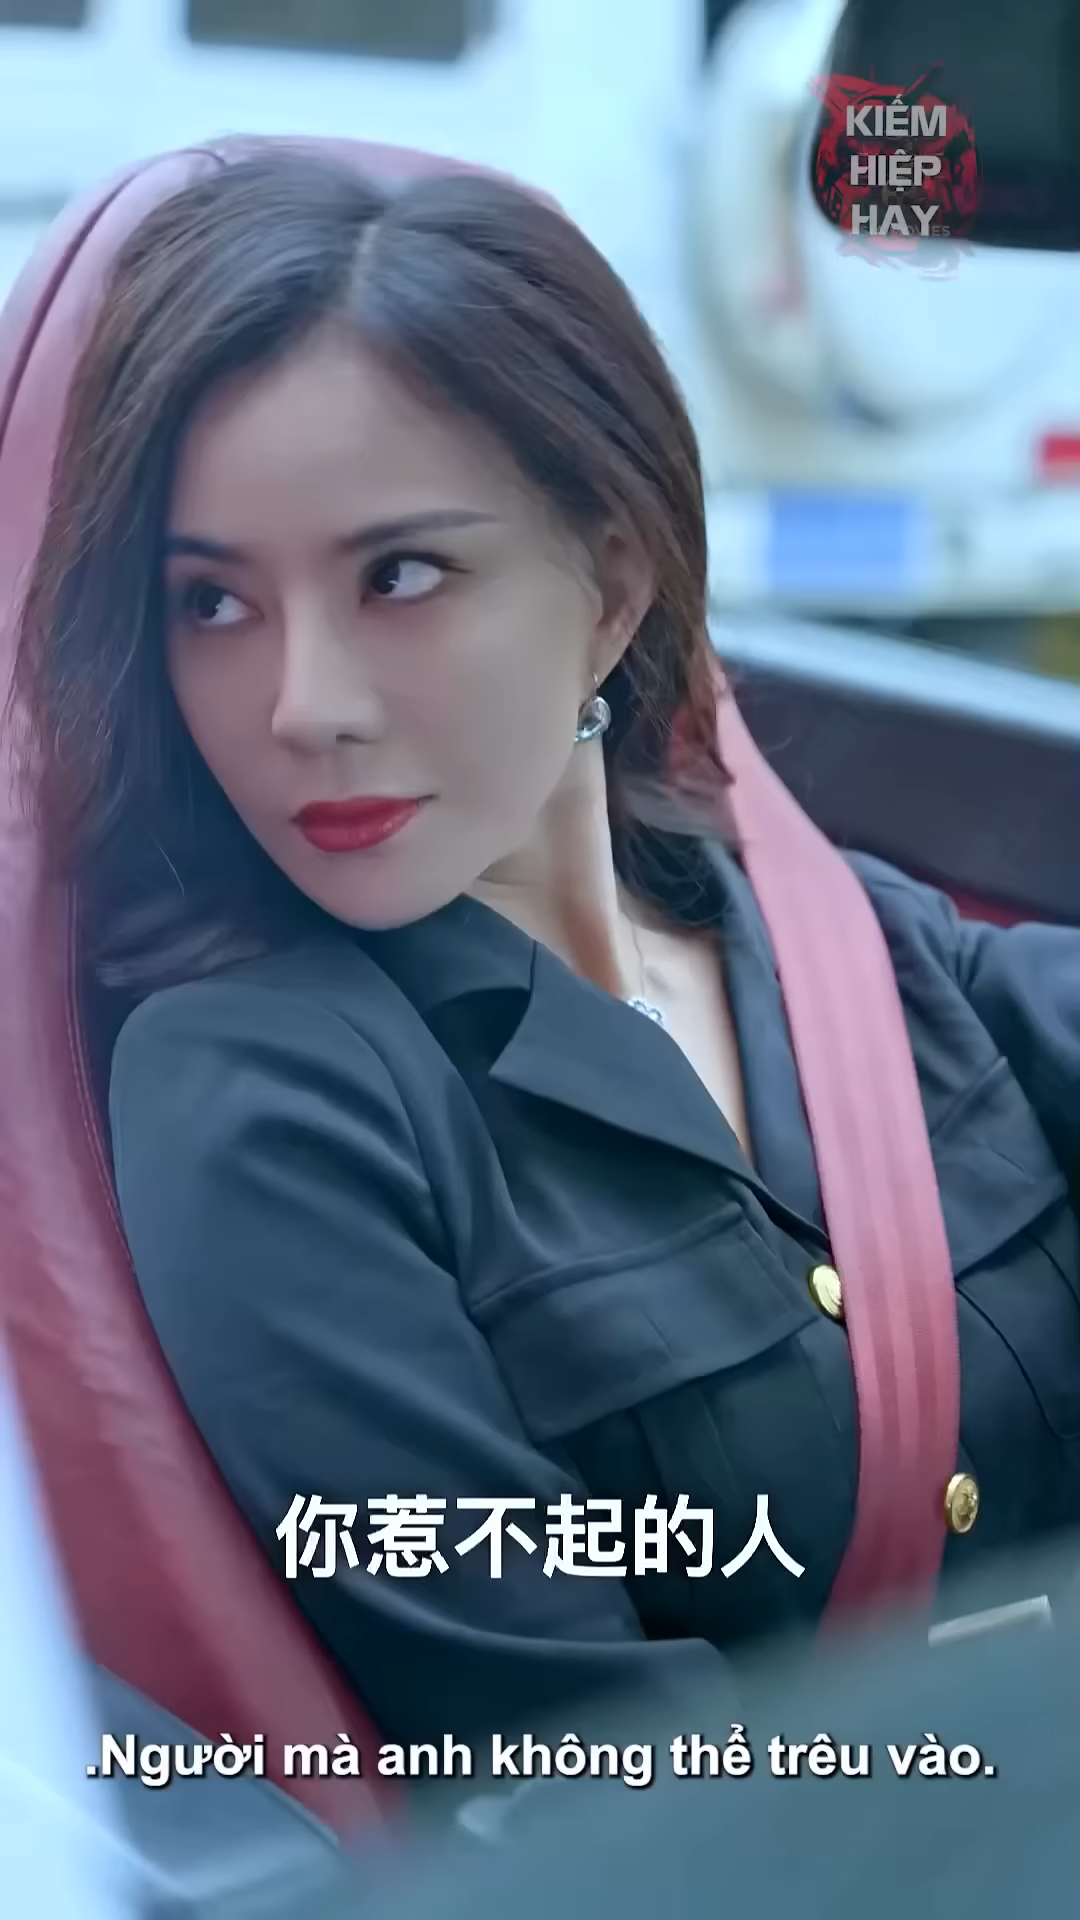 KIẾM
HIỆP
HAY
你惹不起的人
.Người mà anh không thể trêu vào.